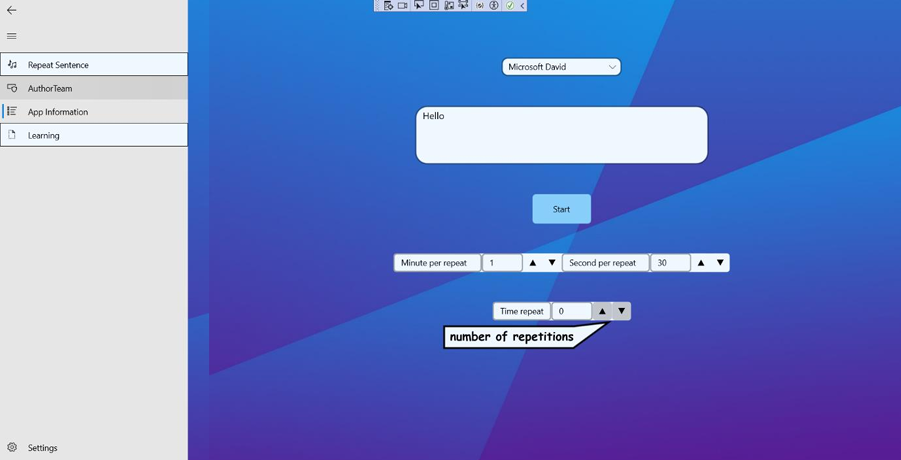 Microsoft David
Repeat Sentence
AuthorTeam
App Information
Learning
Hello
Start
Minute per repeat 1 Second per repeat 30
Time repeat 0
number of repetitions
Settings